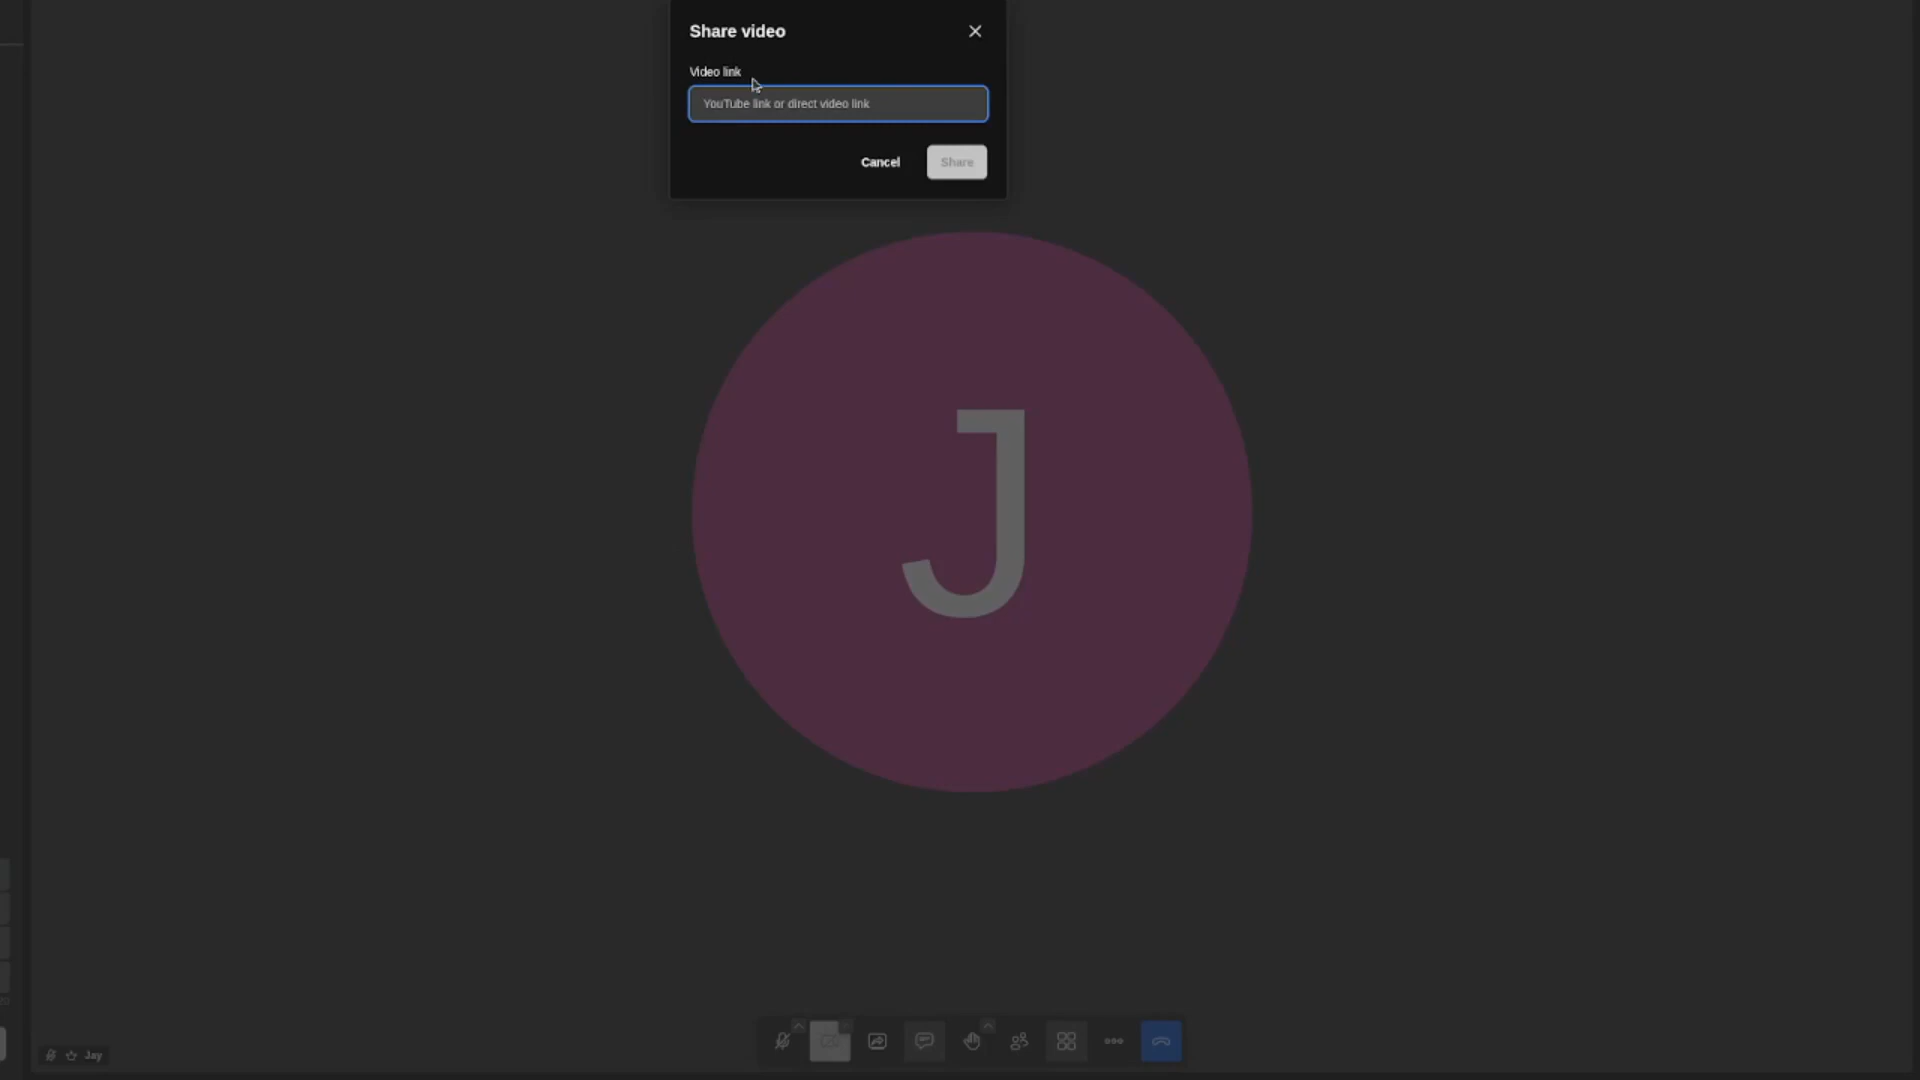 Share video
Video link
YouTube link or direct video link
Cancel
Share
J
Jay